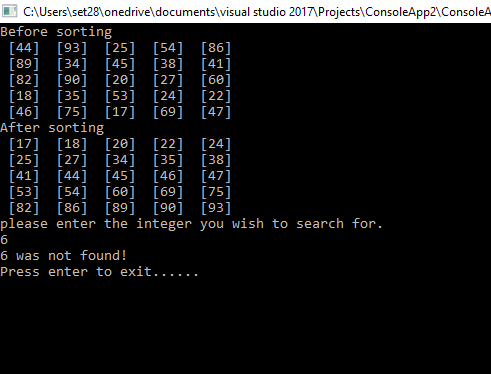 C:\Users\set28\onedrive\documents\visual studio 2017\Projects\ConsoleApp2\ConsoleA
Before sorting
[44] [93] [25] [54] [86]
[89] [34] [45] [38] [41]
[82] [90] [20] [27] [60]
[18] [35] [53] [24] [22]
[46] [75] [17] [69] [47]
After sorting
[17] [18] [20] [22] [24]
[25] [27] [34] [35] [38]
[41] [44] [45] [46] [47]
[53] [54] [60] [69] [75]
[82] [86] [89] [90] [93]
please enter the integer you wish to search for.
6
6 was not found!
Press enter to exit......